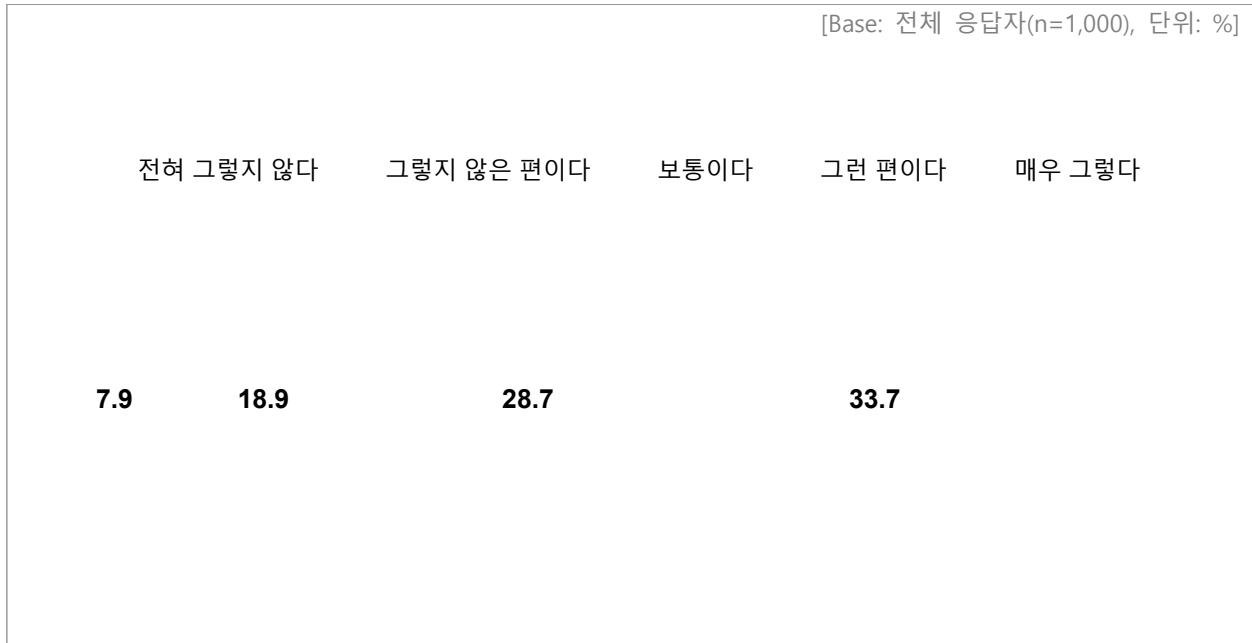 [Base: 전체 응답자(n=1,000), 단위: %]
전혀 그렇지 않다 그렇지 않은 편이다 보통이다 그런 편이다 매우 그렇다
7.9 18.9 28.7 33.7